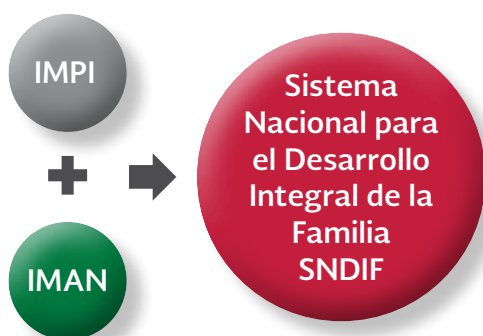 IMPI
+
IMAN
Sistema
Nacional para
el Desarrollo
Integral de la
Familia
SNDIF